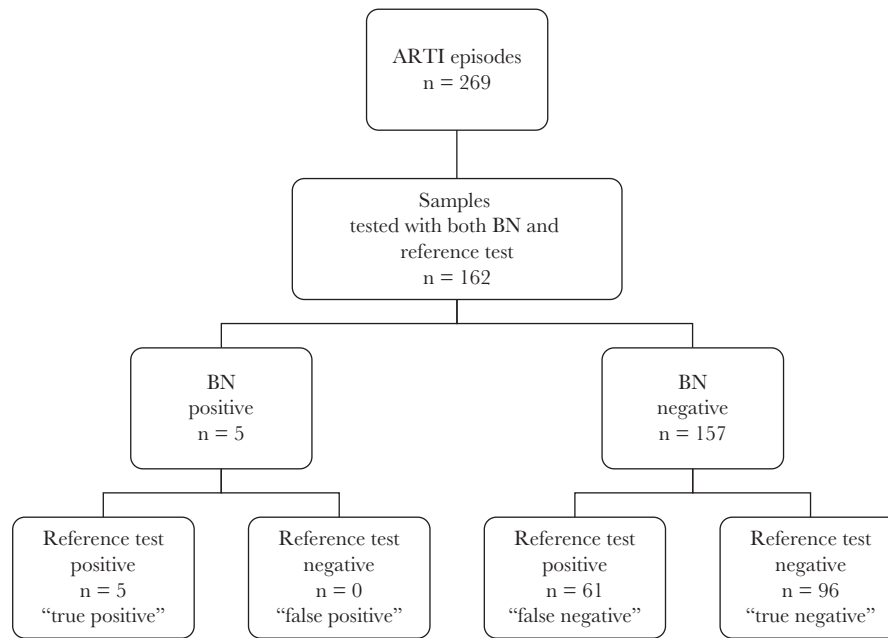 ARTI episodes
n = 269
Samples
tested with both BN and
reference test
n = 162
BN
positive
n = 5
BN
negative
n = 157
Reference test
positive
n = 5
“true positive”
Reference test
negative
n = 0
“false positive”
Reference test
positive
n = 61
“false negative”
Reference test
negative
n = 96
“true negative”